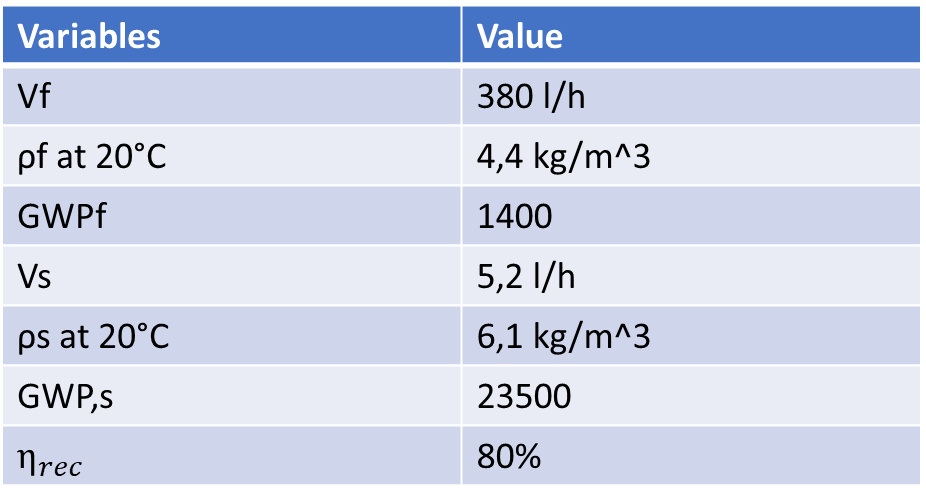 Variables Value
Vf 380 l/h
ρf at 20°C 4,4 kg/m^3
GWPf 1400
Vs 5,2 l/h
ρs at 20°C 6,1 kg/m^3
GWP,s 23500
η𝑟𝑒𝑐 80%